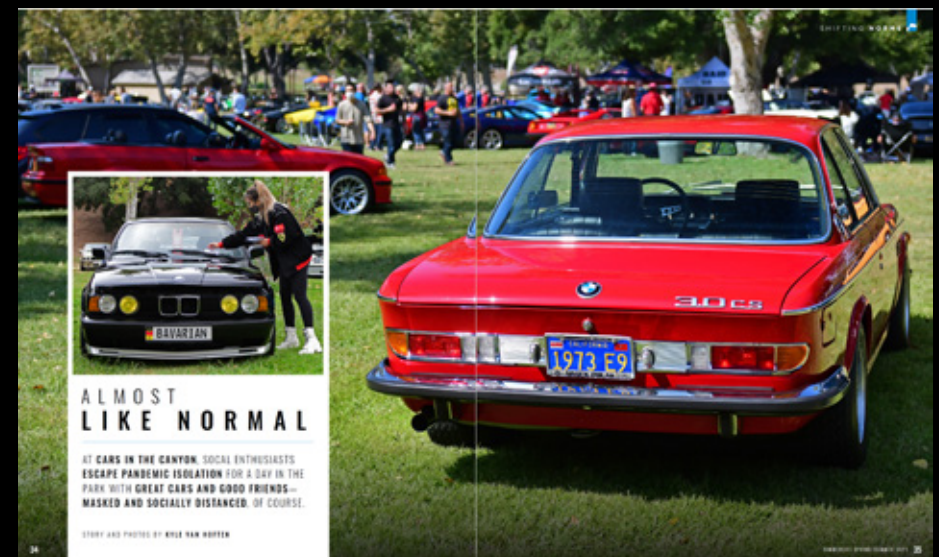 SHIFTING NORMS
3.0 CS
CALIFORNIA
1973 E9
BAVARIAN
ALMOST
LIKE NORMAL
AT CARS IN THE CANYON, SOCAL ENTHUSIASTS
ESCAPE PANDEMIC ISOLATION FOR A DAY IN THE
PARK WITH GREAT CARS AND GOOD FRIENDS—
MASKED AND SOCIALLY DISTANCED, OF COURSE.
STORY AND PHOTOS BY KYLE VAN HOFTEN
34
35